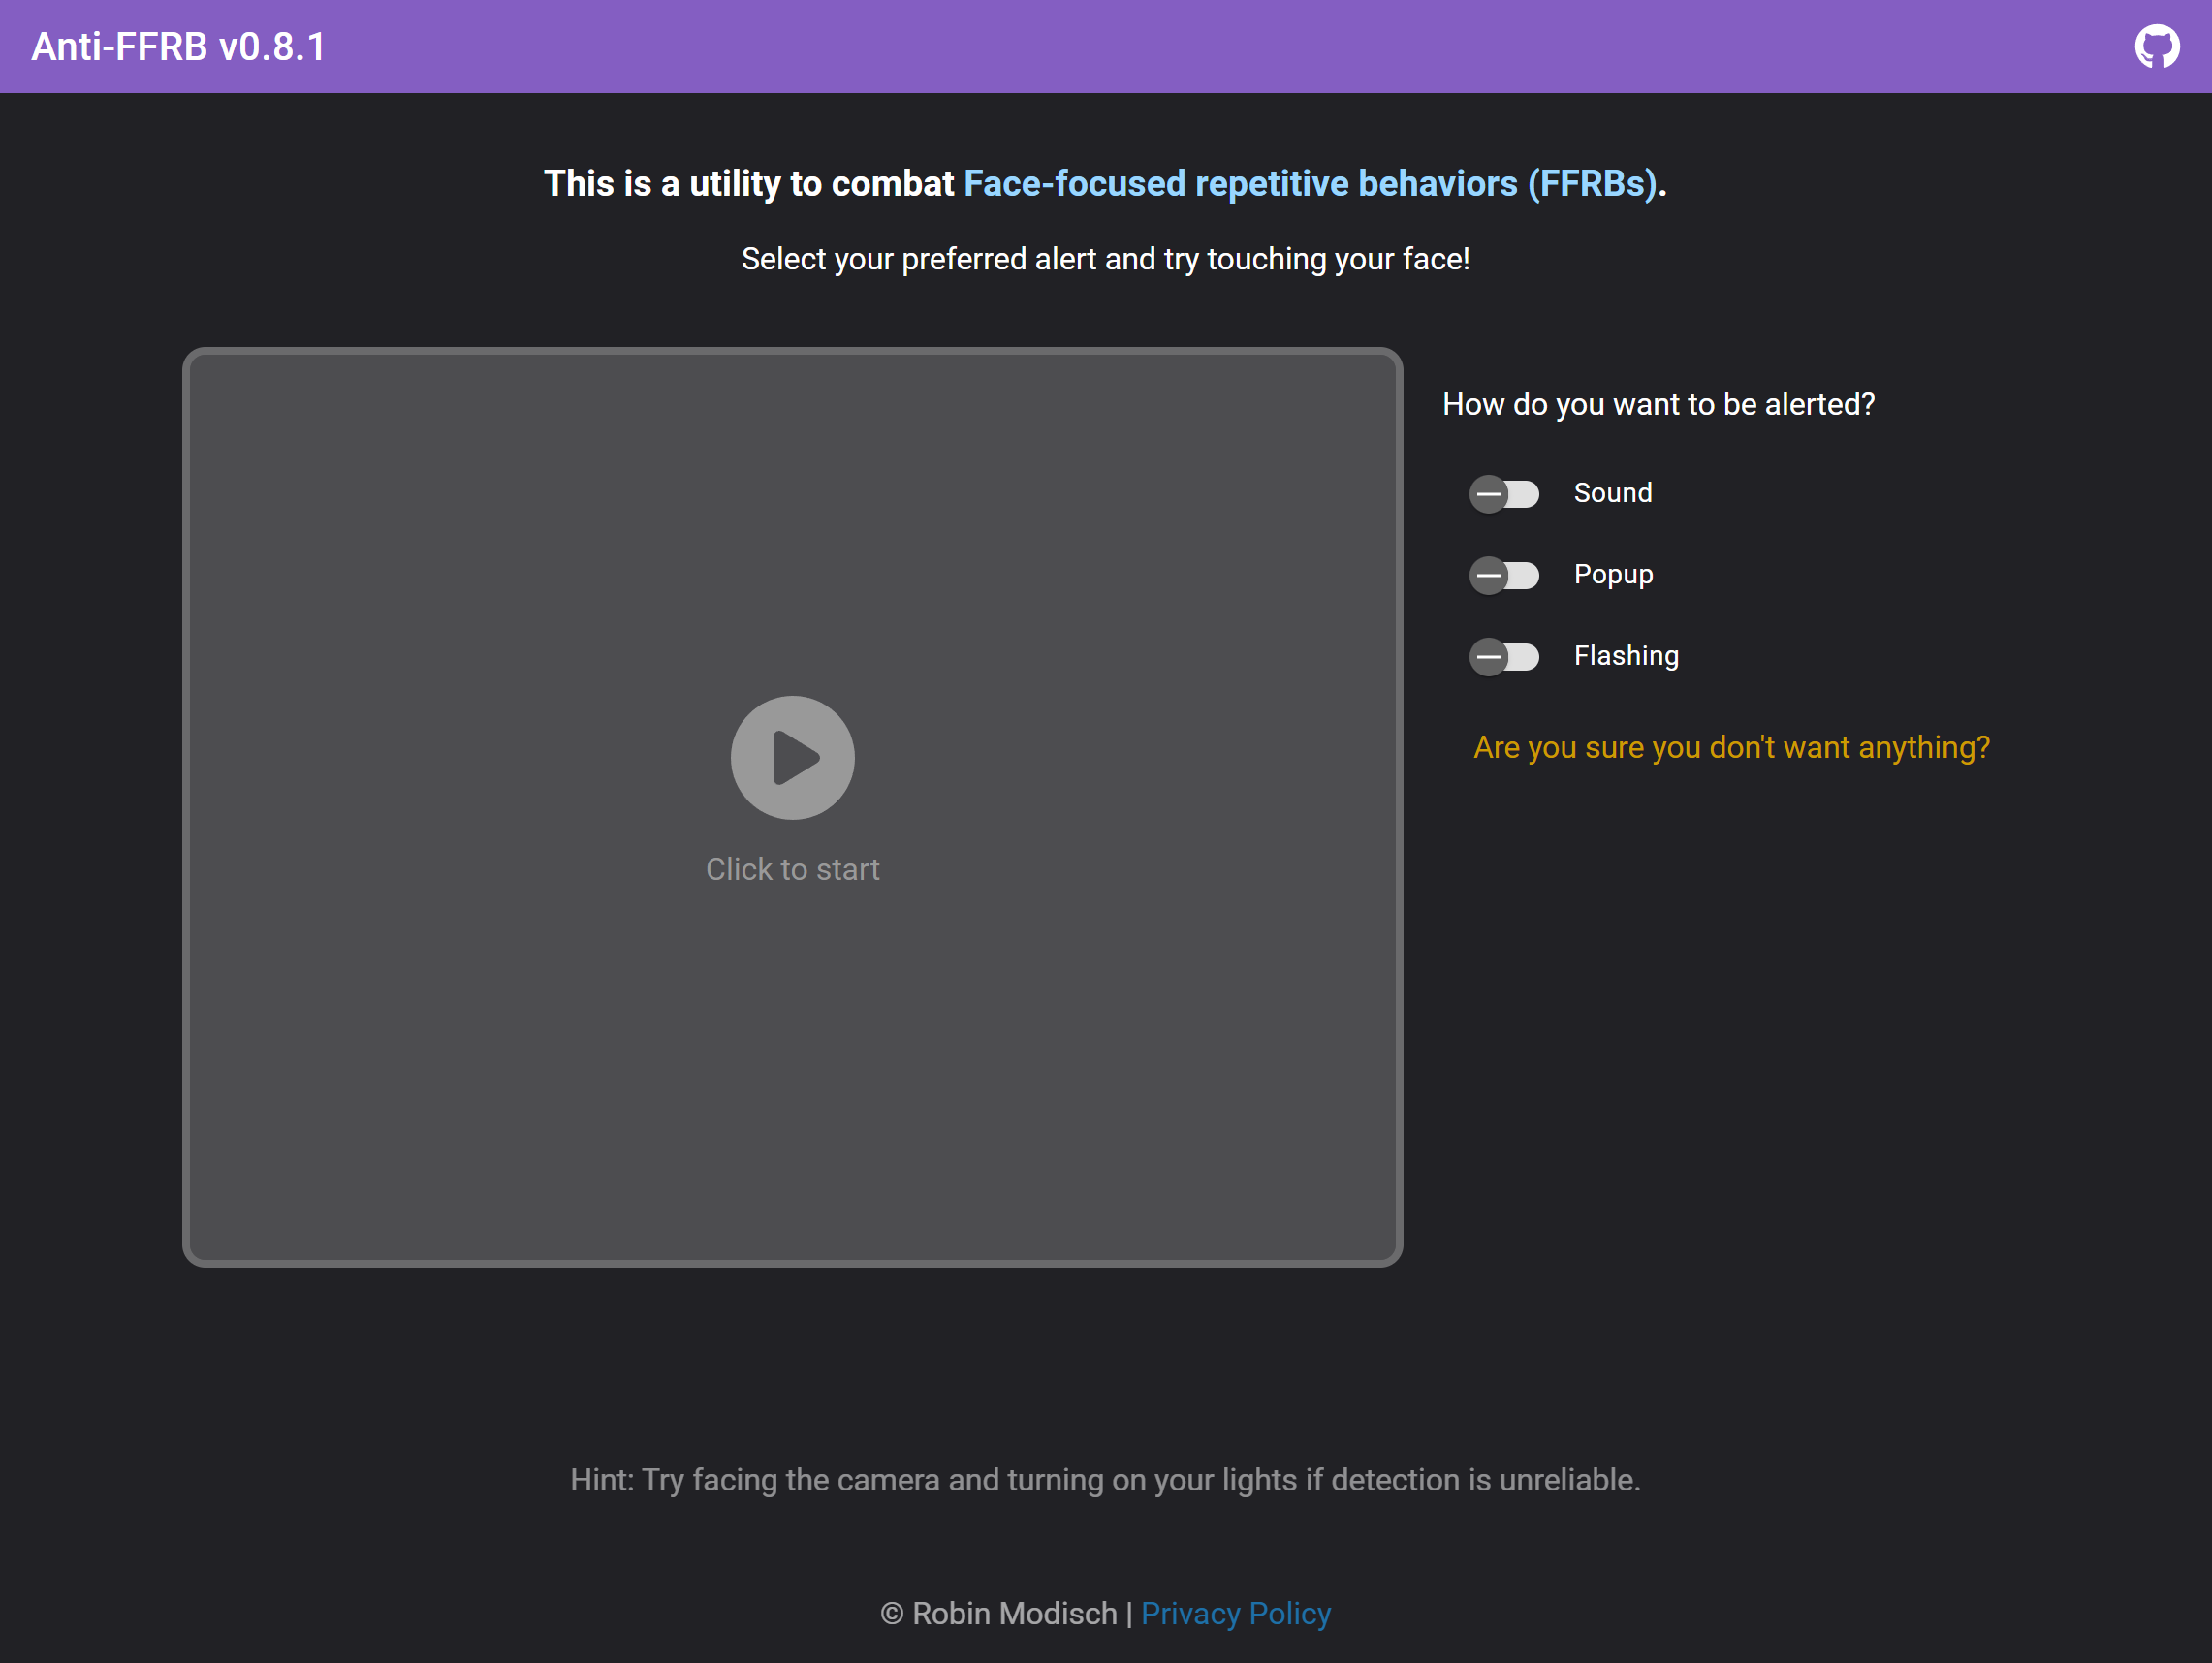 Anti-FFRB v0.8.1
This is a utility to combat Face-focused repetitive behaviors (FFRBs).
Select your preferred alert and try touching your face!
How do you want to be alerted?
Sound
Popup
Flashing
Are you sure you don't want anything?
Click to start
Hint: Try facing the camera and turning on your lights if detection is unreliable.
© Robin Modisch | Privacy Policy